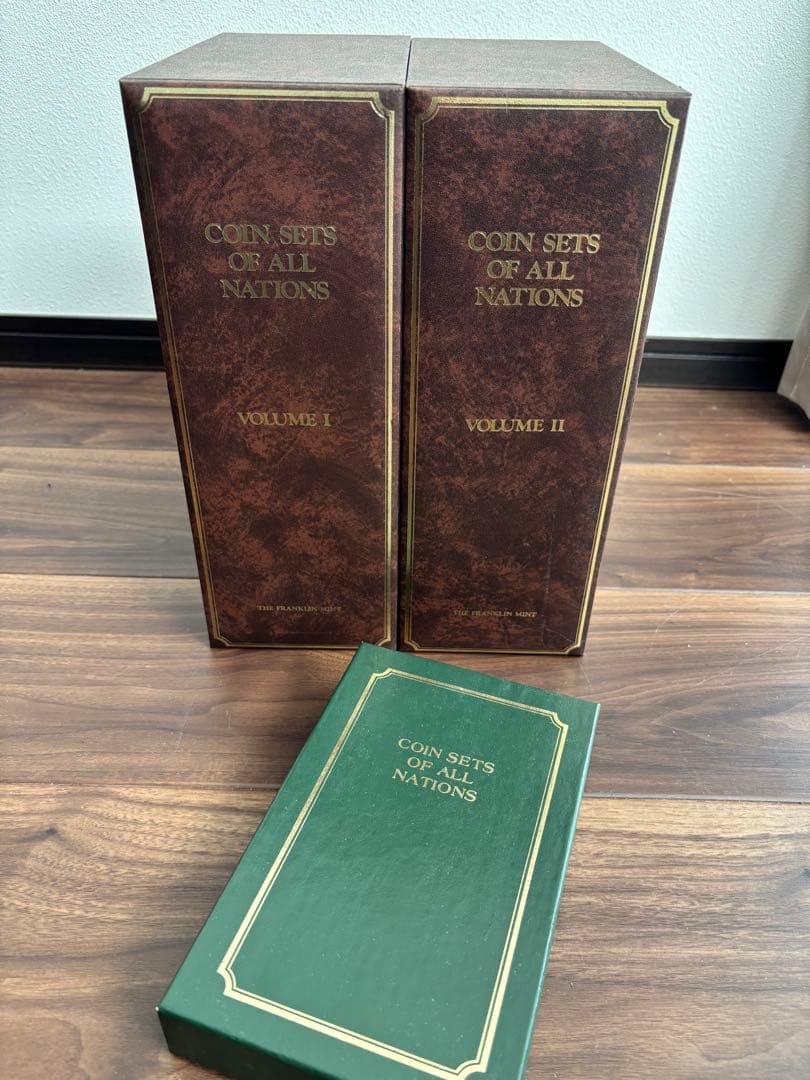 COIN SETS
OF ALL
NATIONS
VOLUME I
THE FRANKLIN MINT
COIN SETS
OF ALL
NATIONS
VOLUME II
THE FRANKLIN MINT
COIN SETS
OF ALL
NATIONS